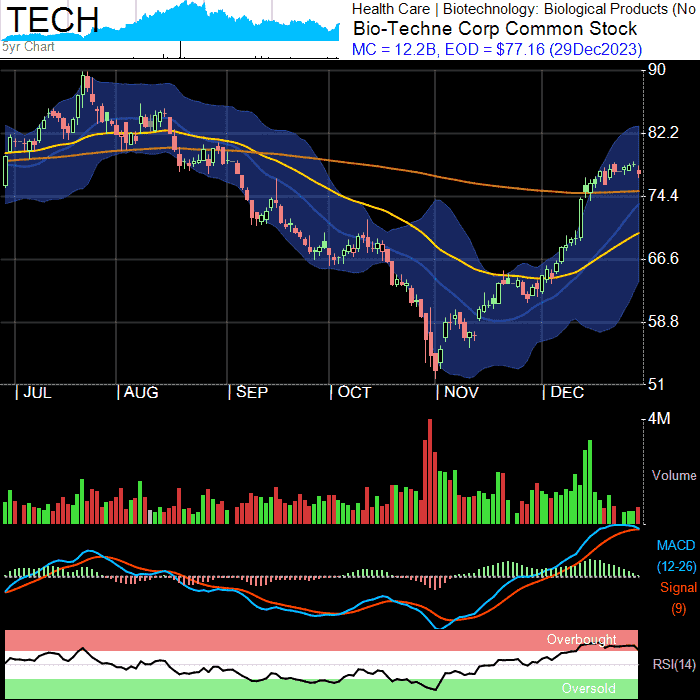 TECH
5yr Chart
Health Care | Biotechnology: Biological Products (No
Bio-Techne Corp Common Stock
MC = 12.2B, EOD = $77.16 (29Dec2023)
90
82.2
74.4
66.6
58.8
51
| JUL | AUG | SEP | OCT | NOV | DEC
4M
Volume
MACD
(12-26)
Signal
(9)
Overbought
RSI(14)
Oversold